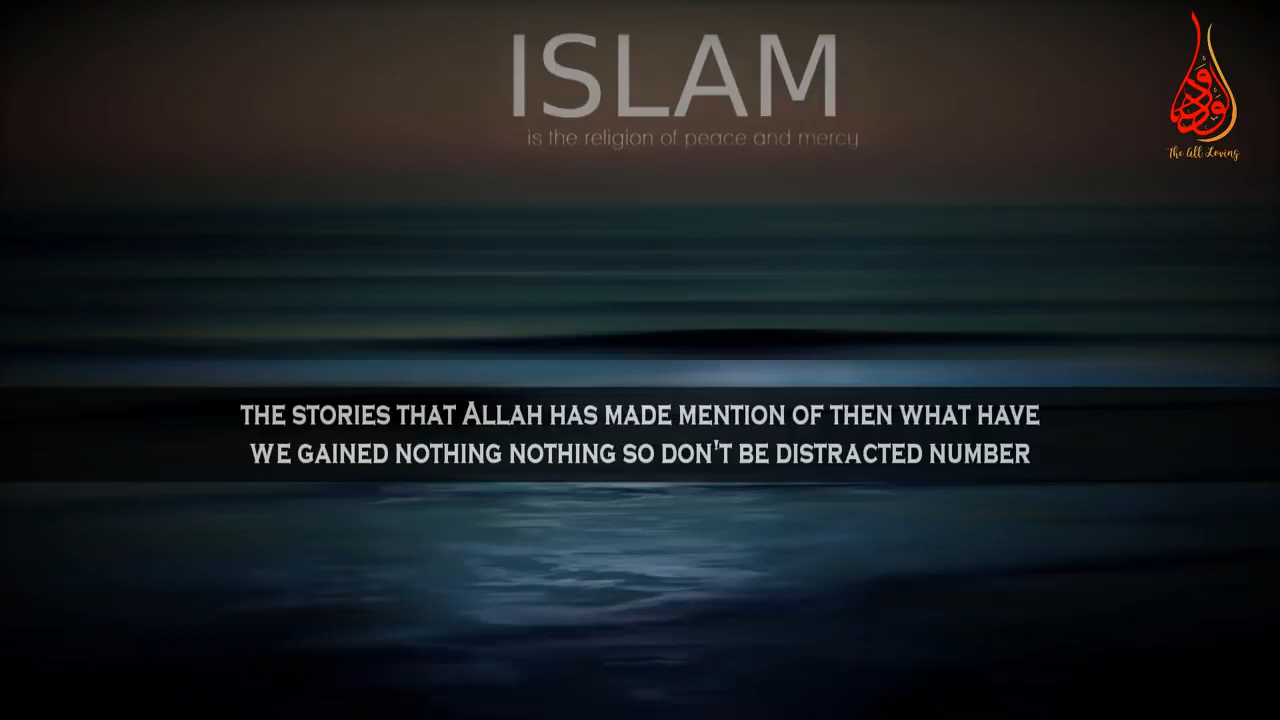 ISLAM
is the religion of peace and mercy
الودود
The All Loving
THE STORIES THAT ALLAH HAS MADE MENTION OF THEN WHAT HAVE
WE GAINED NOTHING NOTHING SO DON'T BE DISTRACTED NUMBER